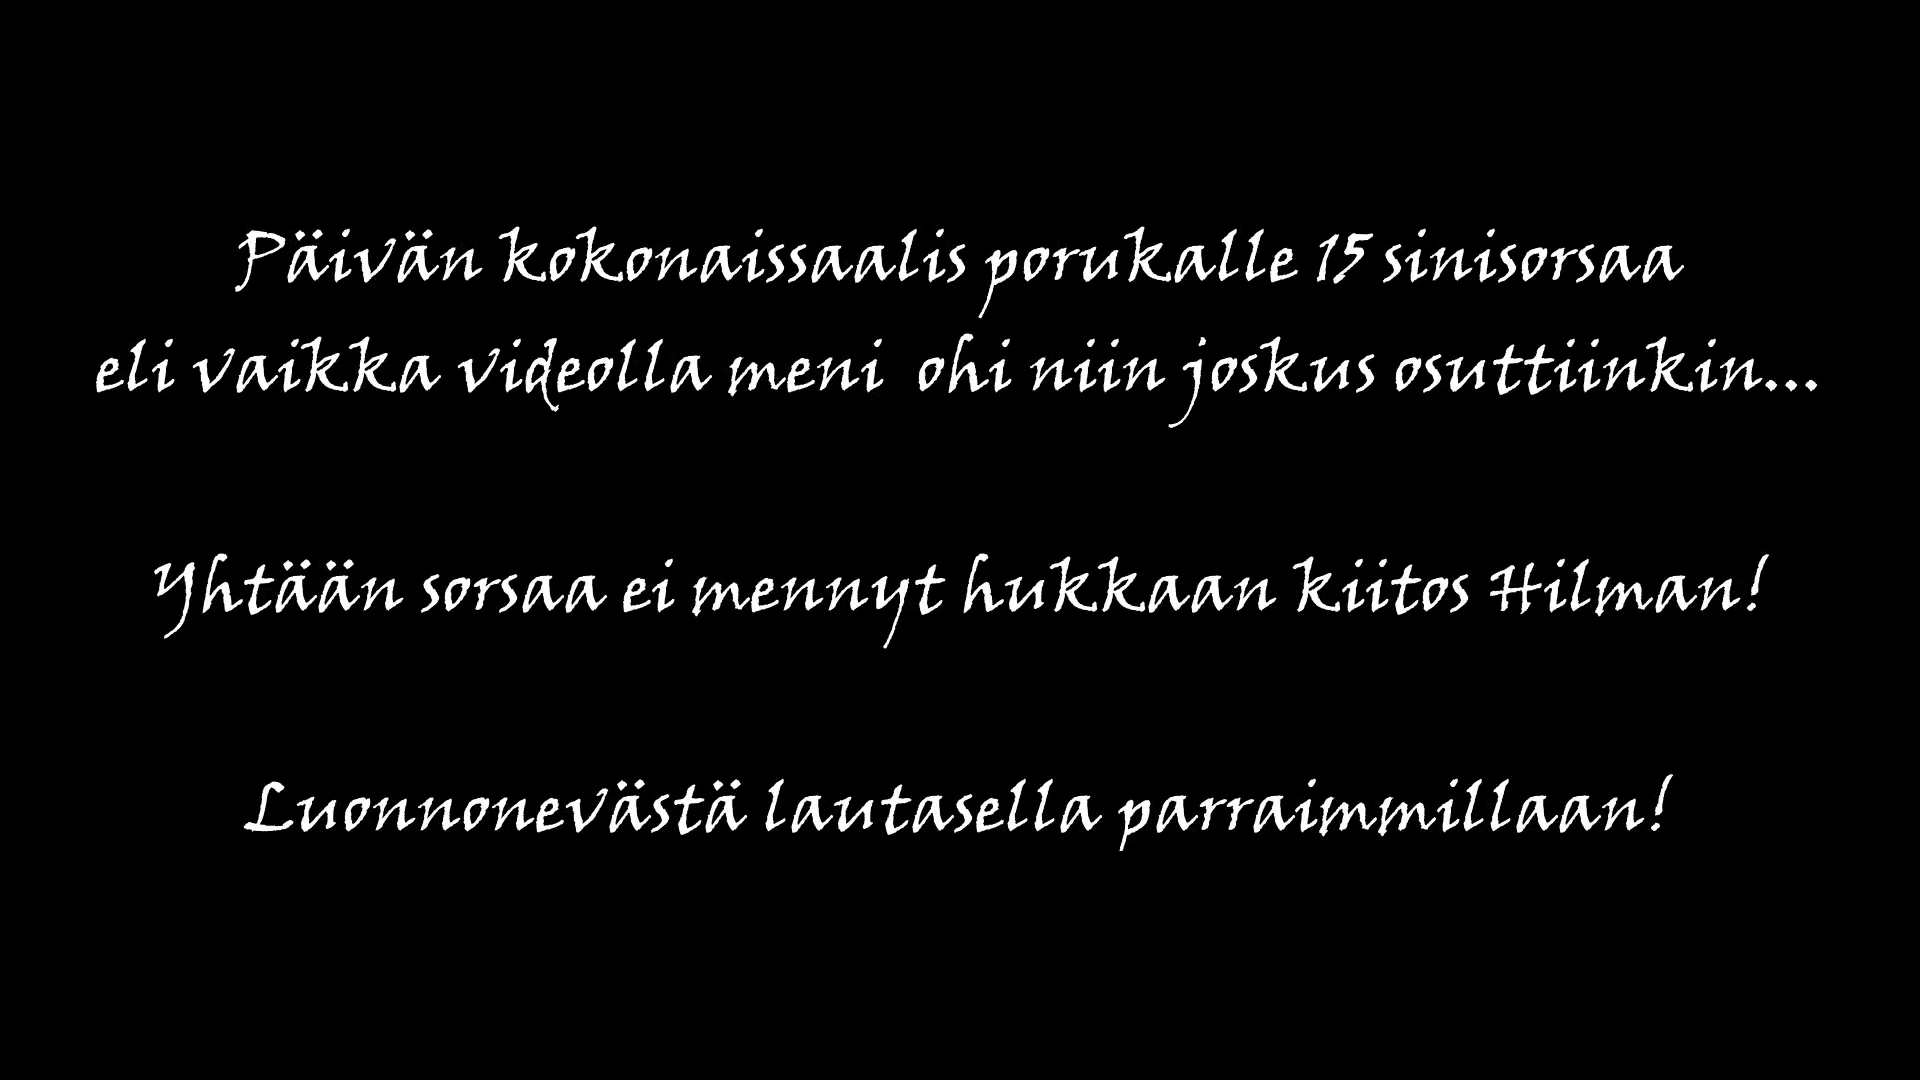 Päivän kokonaissaalis porukalle 15 sinisorsaa
eli vaikka videolla meni ohi niin joskus osuttiinkin...
Yhtään sorsaa ei mennyt hukkaan kiitos Hilman!
Luonnonevästä lautasella parraimmillaan!